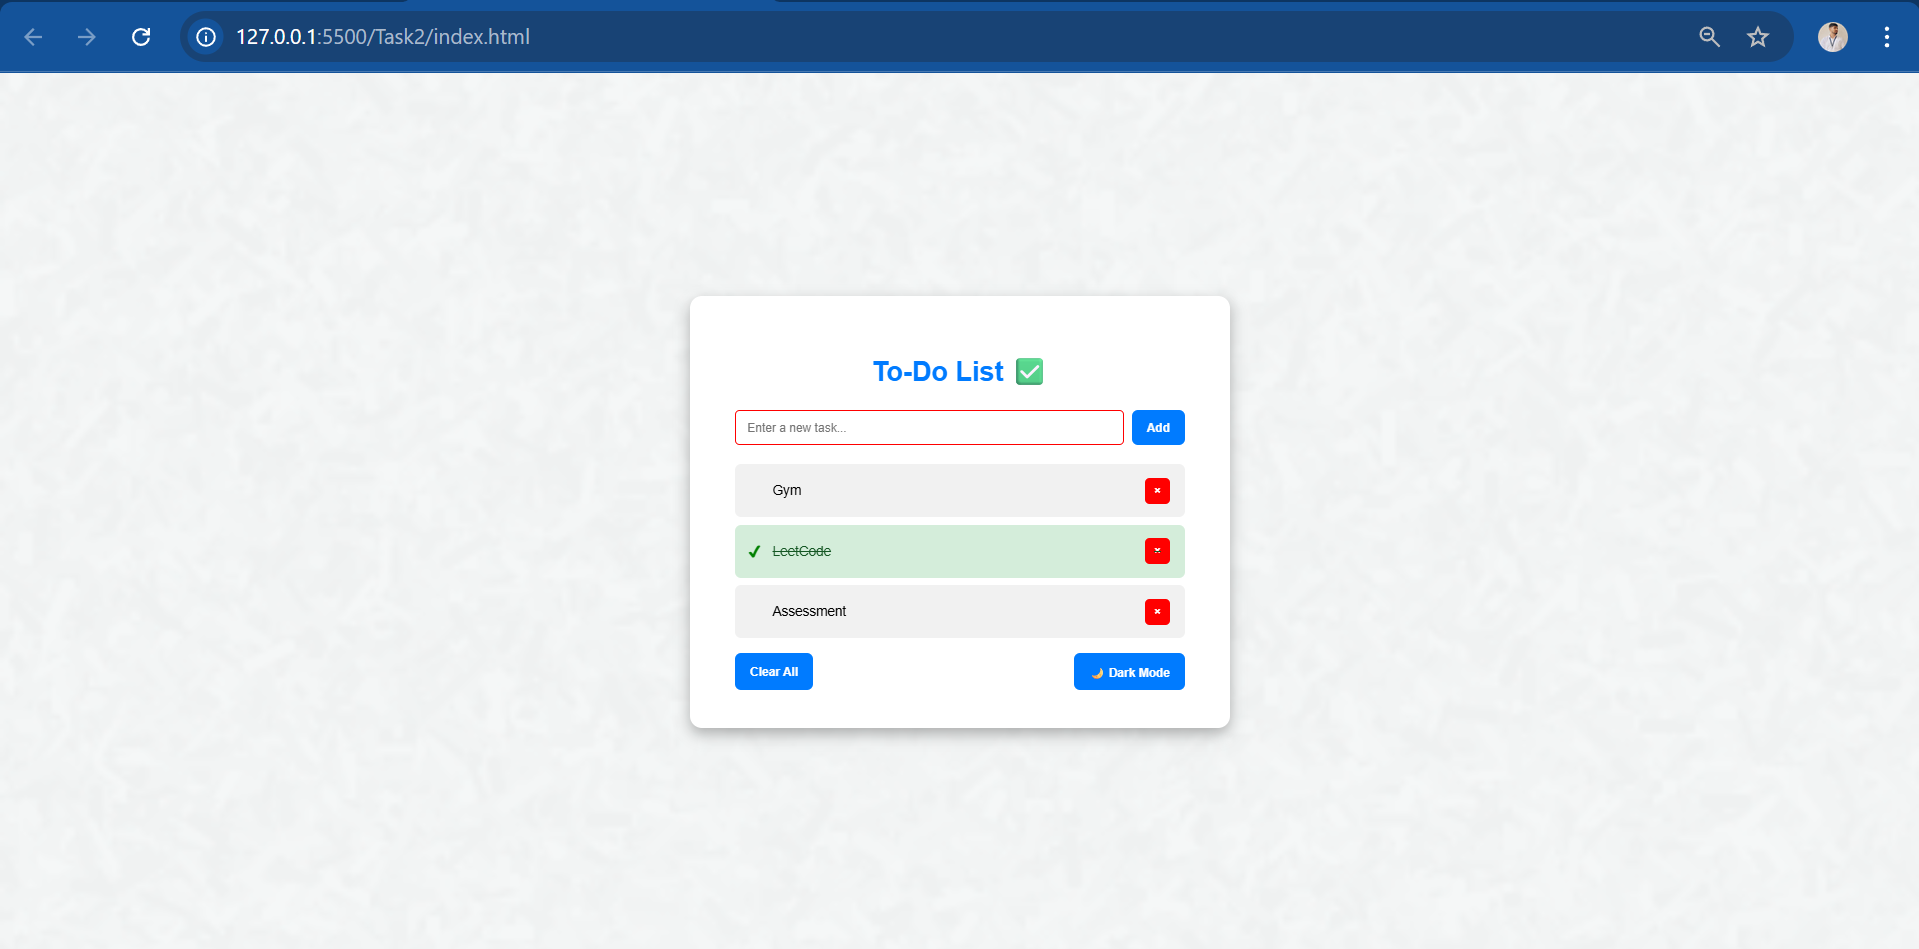 127.0.0.1:5500/Task2/index.html
To-Do List ✅
Enter a new task...
Add
Gym
✖
✔ LeetCode
✖
Assessment
✖
Clear All
🌙 Dark Mode